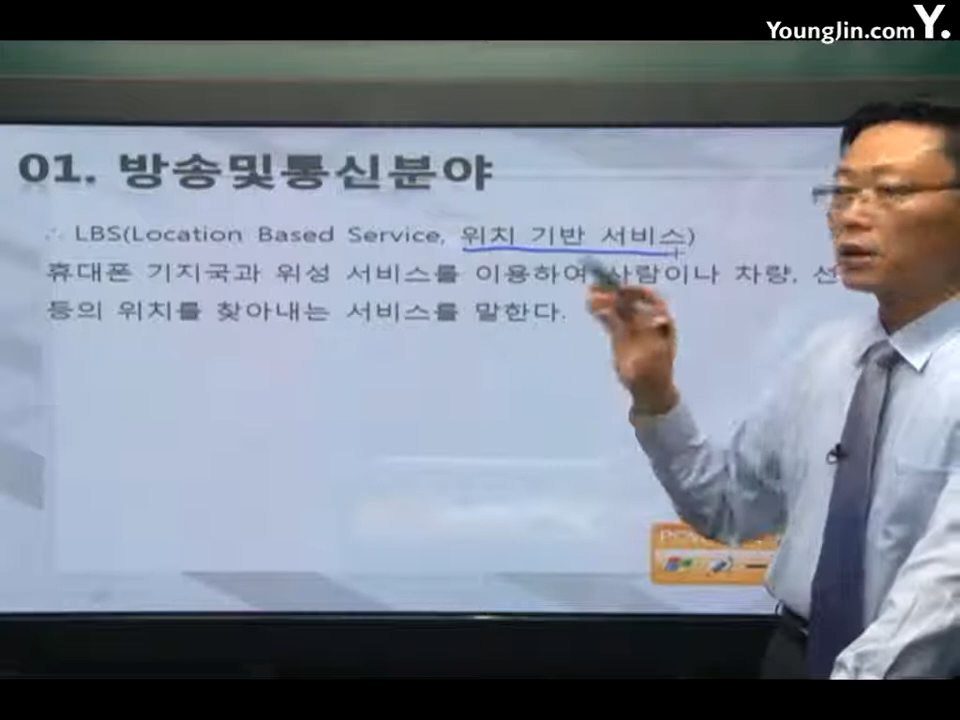 YoungJin.com Y.
01. 방송및통신분야
∴ LBS(Location Based Service, 위치 기반 서비스)
휴대폰 기지국과 위성 서비스를 이용하여 사람이나 차량, 선
등의 위치를 찾아내는 서비스를 말한다.